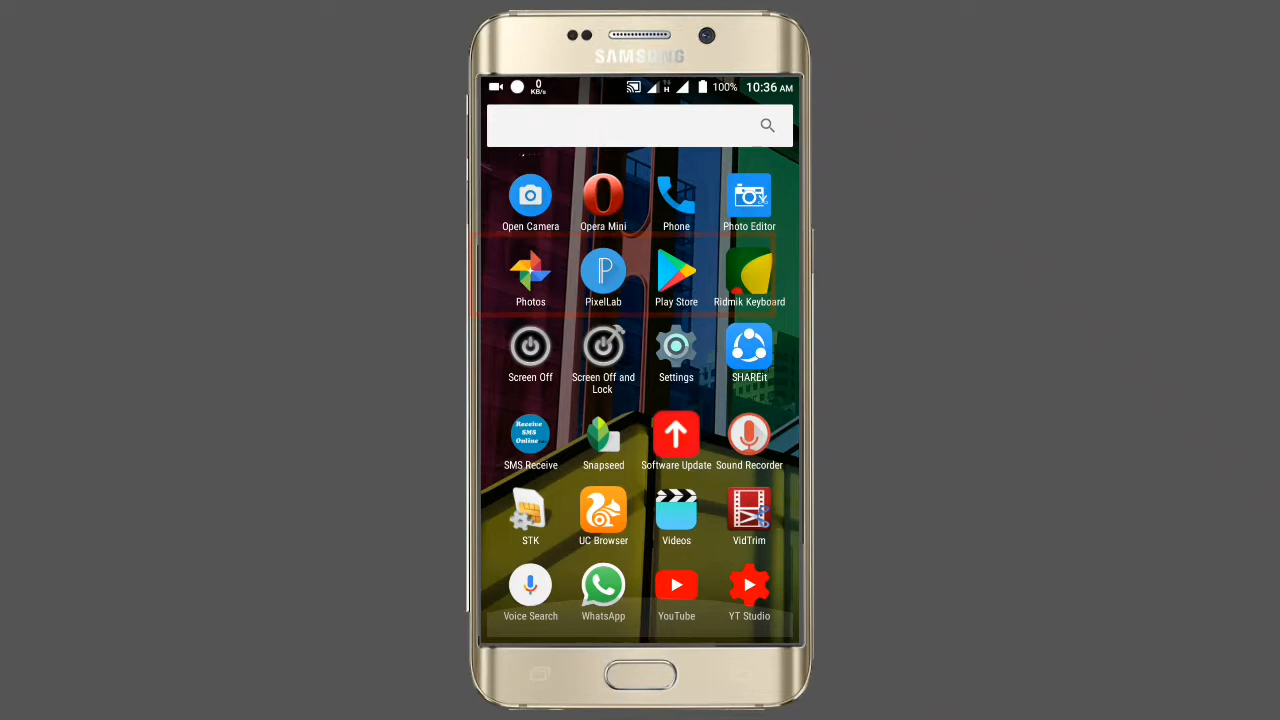 SAMSUNG
0 KB/s H 100% 10:36 AM
Open Camera Opera Mini Phone Photo Editor
Photos PixelLab Play Store Ridmik Keyboard
Screen Off Screen Off and Lock Settings SHAREit
Receive
SMS
Online
SMS Receive Snapseed Software Update Sound Recorder
STK UC Browser Videos VidTrim
Voice Search WhatsApp YouTube YT Studio